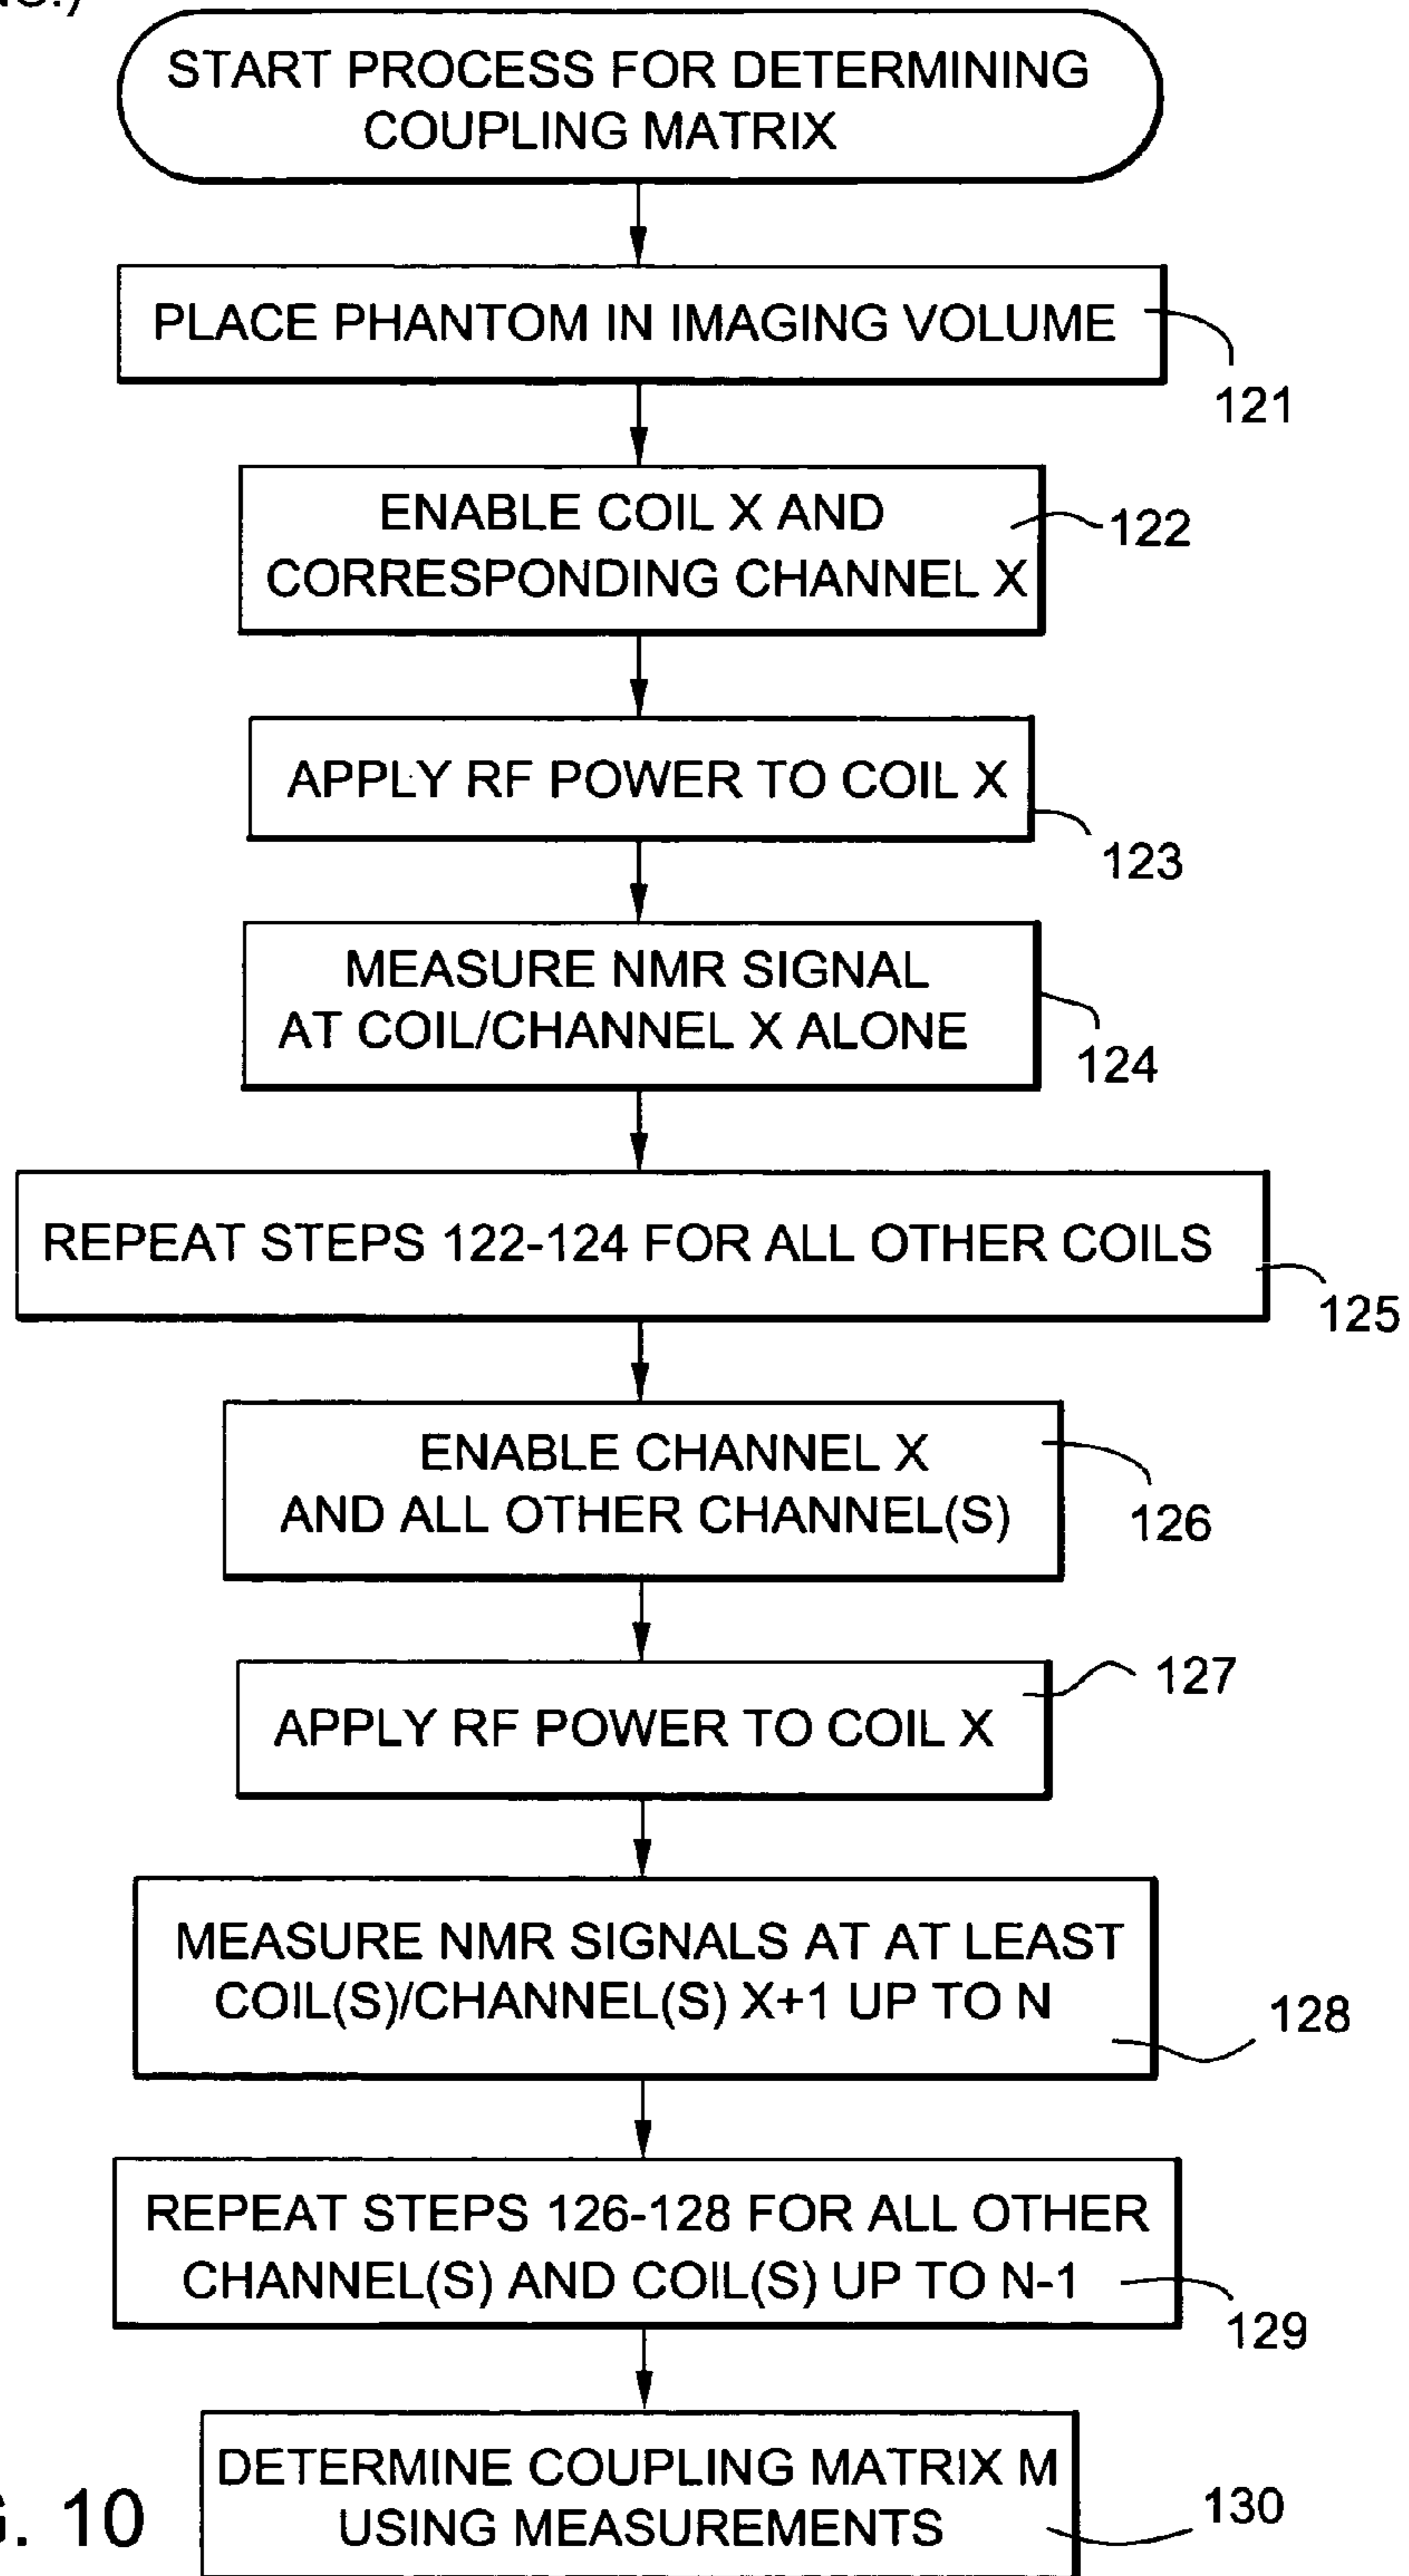 START PROCESS FOR DETERMINING
COUPLING MATRIX
PLACE PHANTOM IN IMAGING VOLUME
121
ENABLE COIL X AND
CORRESPONDING CHANNEL X
122
APPLY RF POWER TO COIL X
123
MEASURE NMR SIGNAL
AT COIL/CHANNEL X ALONE
124
REPEAT STEPS 122-124 FOR ALL OTHER COILS
125
ENABLE CHANNEL X
AND ALL OTHER CHANNEL(S)
126
127
APPLY RF POWER TO COIL X
MEASURE NMR SIGNALS AT AT LEAST
COIL(S)/CHANNEL(S) X+1 UP TO N
128
REPEAT STEPS 126-128 FOR ALL OTHER
CHANNEL(S) AND COIL(S) UP TO N-1
129
DETERMINE COUPLING MATRIX M
USING MEASUREMENTS
130
G. 10